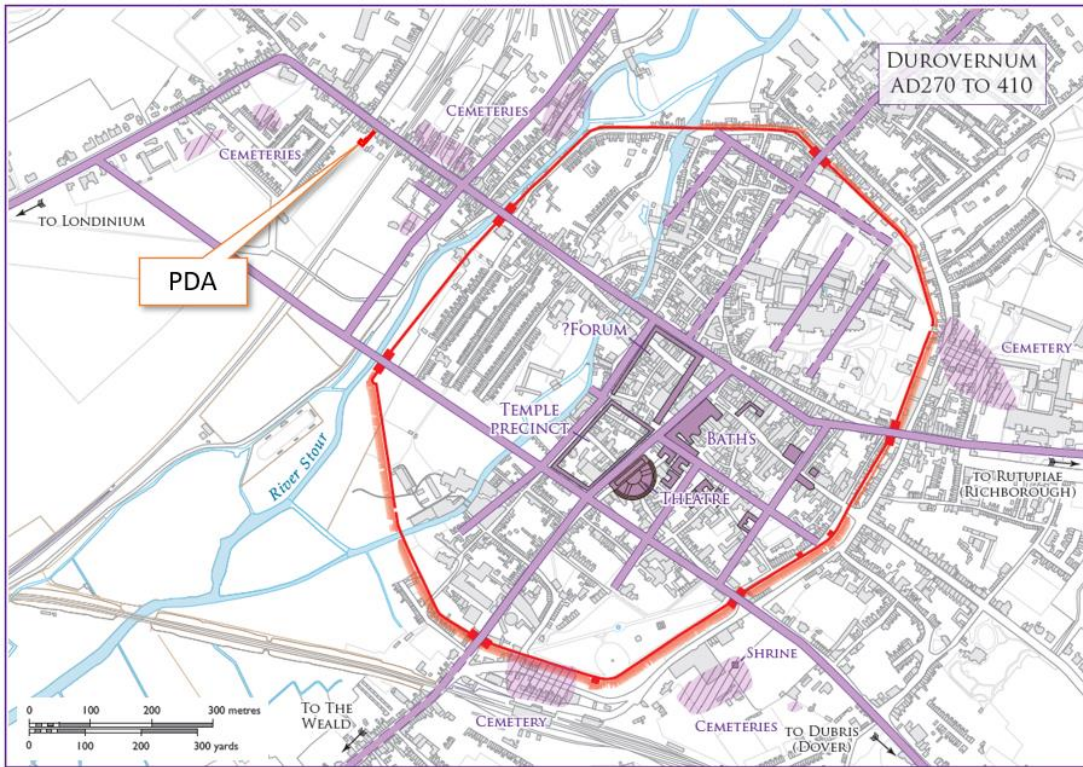 DUROVERNUM
AD270 TO 410
CEMETERIES
CEMETERIES
TO LONDINIUM
PDA
?FORUM
CEMETERY
TEMPLE
PRECINCT
BATHS
River Stour
THEATRE
TO RUTUPIAE
(RICHBOROUGH)
SHRINE
0 100 200 300 metres
0 100 200 300 yards
TO THE
WEALD
CEMETERY
CEMETERIES
TO DUBRIS
(DOVER)